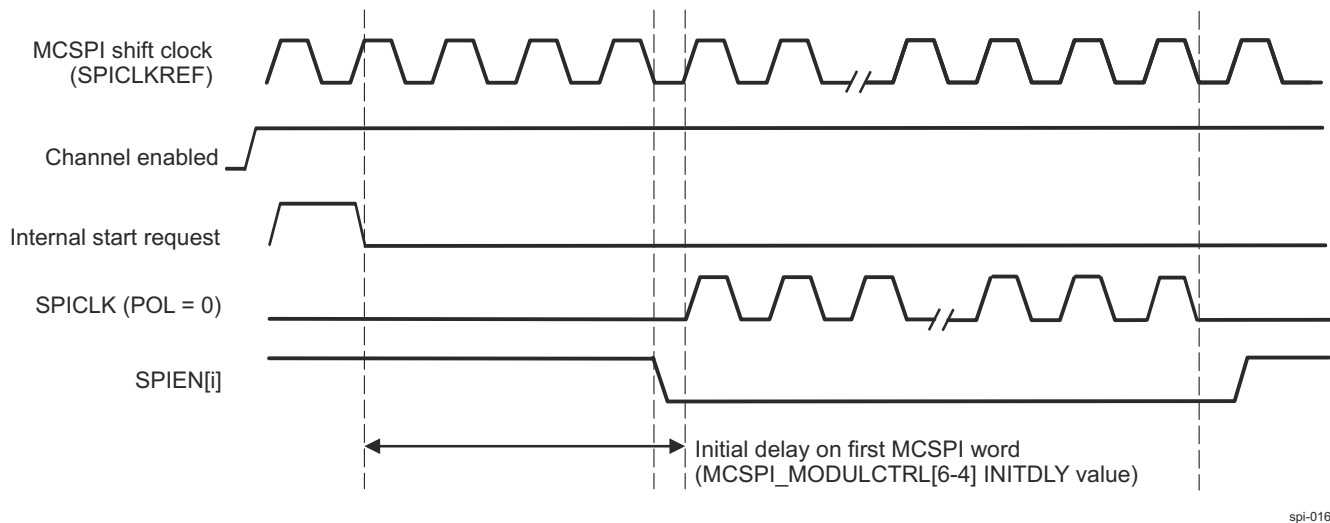 MCSPI shift clock
(SPICLKREF)
Channel enabled
Internal start request
SPICLK (POL = 0)
SPIEN[i]
Initial delay on first MCSPI word
(MCSPI_MODULCTRL[6-4] INITDLY value)
spi-016